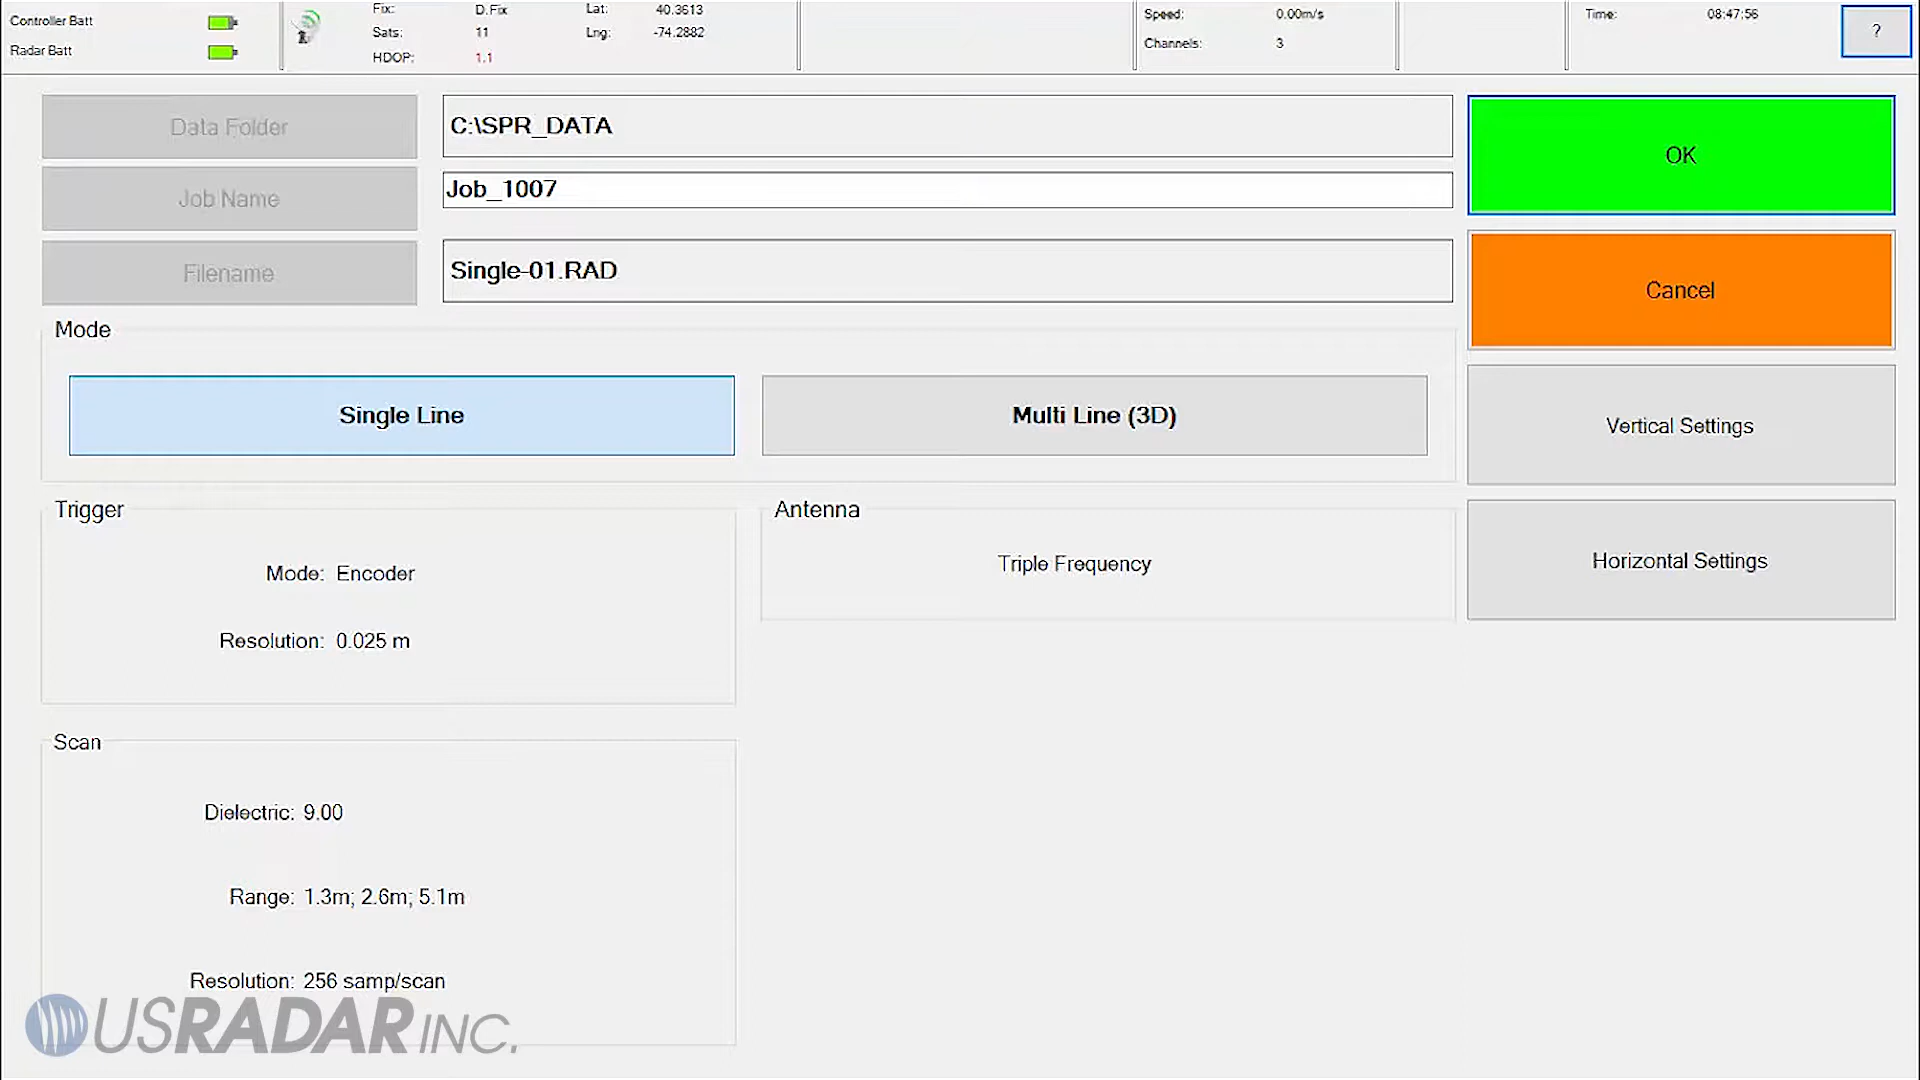 Controller Batt
Radar Batt
Fix: D.Fix
Sats: 11
HDOP: 1.1
Lat: 40.3613
Lng: -74.2882
Speed: 0.00m/s
Channels: 3
Time: 08:47:56
?
Data Folder
C:\SPR_DATA
Job Name
Job_1007
Filename
Single-01.RAD
OK
Cancel
Vertical Settings
Horizontal Settings
Mode
Single Line
Multi Line (3D)
Trigger
Mode: Encoder
Resolution: 0.025 m
Antenna
Triple Frequency
Scan
Dielectric: 9.00
Range: 1.3m; 2.6m; 5.1m
Resolution: 256 samp/scan
USRADAR INC.